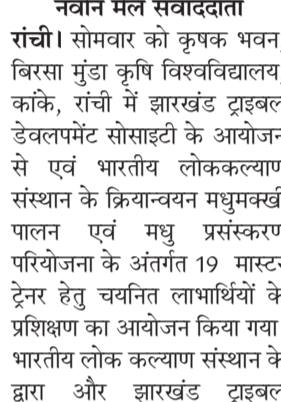 नवीन मेल संवाददाता
रांची। सोमवार को कृषक भवन
बिरसा मुंडा कृषि विश्वविद्यालय
कांके, रांची में झारखंड ट्राइबल
डेवलपमेंट सोसाइटी के आयोजन
से एवं भारतीय लोककल्याण
संस्थान के क्रियान्वयन मधुमक्खी
पालन एवं मधु प्रसंस्करण
परियोजना के अंतर्गत 19 मास्टर
ट्रेनर हेतु चयनित लाभार्थियों के
प्रशिक्षण का आयोजन किया गया
भारतीय लोक कल्याण संस्थान के
द्वारा और झारखंड ट्राइबल